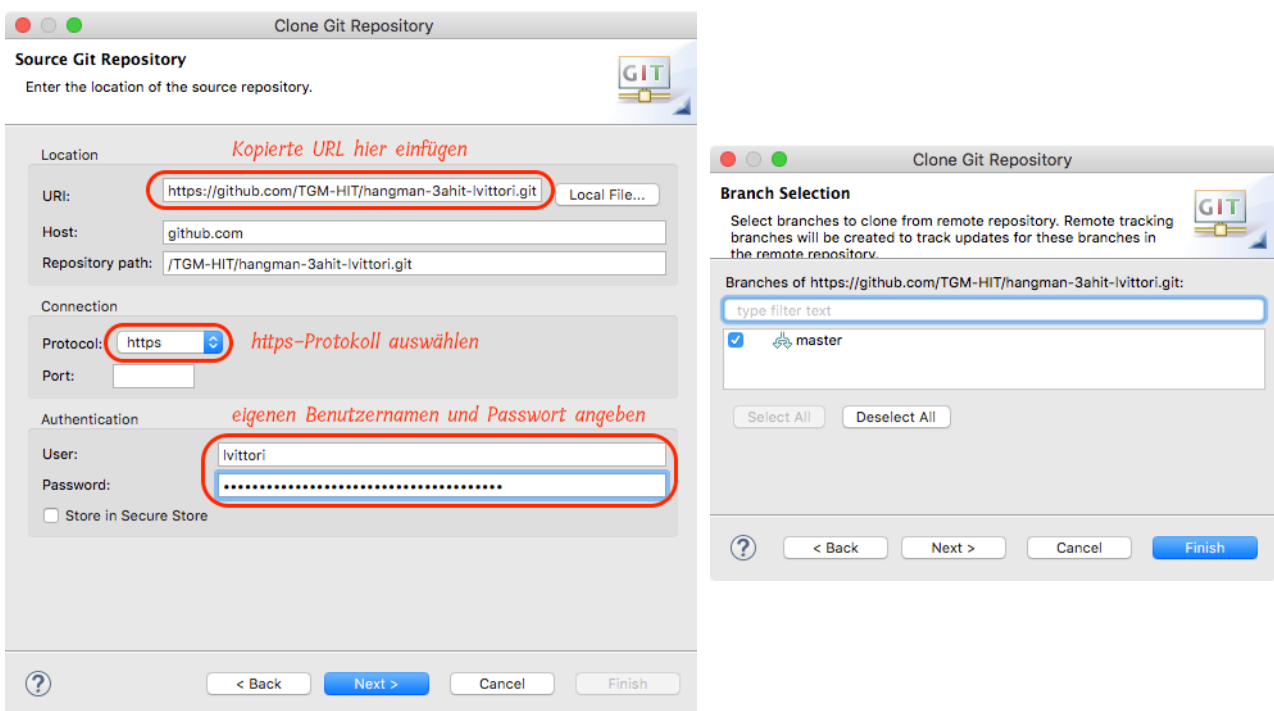 Clone Git Repository
Source Git Repository
Enter the location of the source repository.
GIT
Location
Kopierte URL hier einfügen
URI:
https://github.com/TGM-HIT/hangman-3ahit-lvittori.git
Local File...
Host:
github.com
Repository path:
/TGM-HIT/hangman-3ahit-lvittori.git
Connection
Protocol:
https
https-Protokoll auswählen
Port:
Authentication
eigenen Benutzernamen und Passwort angeben
User:
lvittori
Password:
••••••••••••••••••••••••••••••••••••••
Store in Secure Store
?
< Back
Next >
Cancel
Finish
Clone Git Repository
Branch Selection
Select branches to clone from remote repository. Remote tracking
branches will be created to track updates for these branches in
the remote repository.
GIT
Branches of https://github.com/TGM-HIT/hangman-3ahit-lvittori.git:
type filter text
master
Select All
Deselect All
?
< Back
Next >
Cancel
Finish